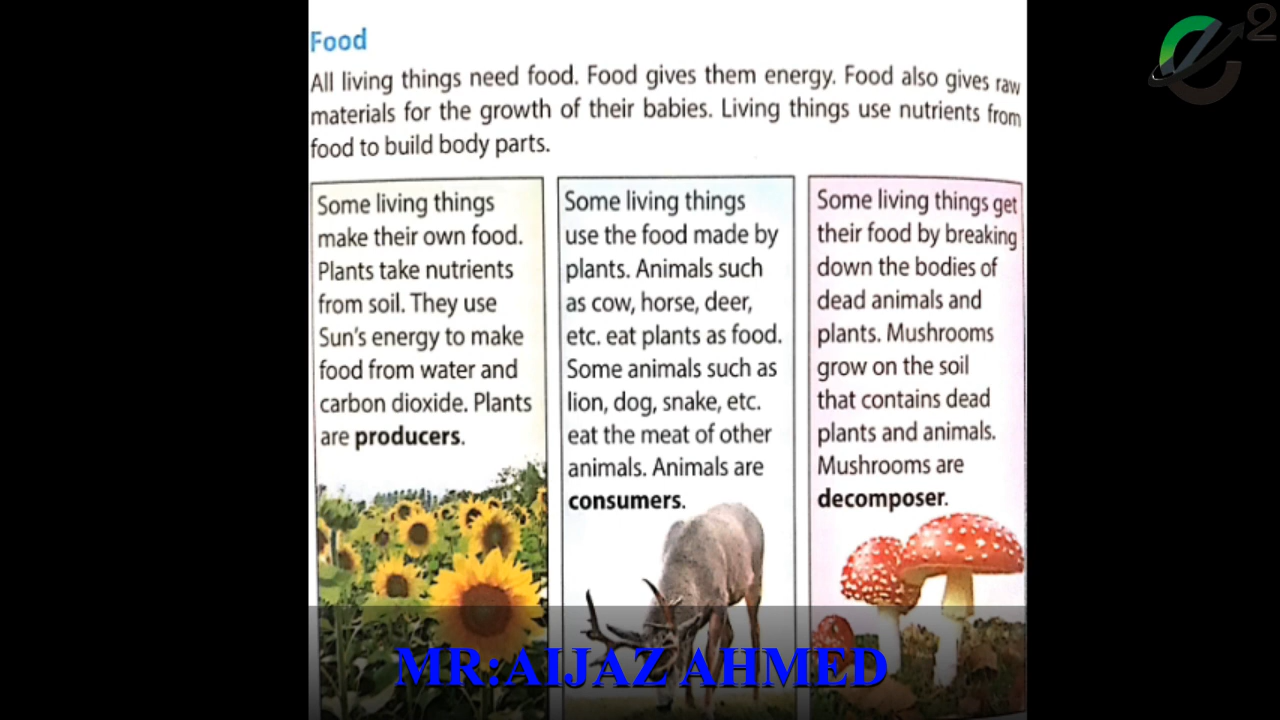 Food
All living things need food. Food gives them energy. Food also gives raw
materials for the growth of their babies. Living things use nutrients from
food to build body parts.
Some living things
make their own food.
Plants take nutrients
from soil. They use
Sun's energy to make
food from water and
carbon dioxide. Plants
are producers.
Some living things
use the food made by
plants. Animals such
as cow, horse, deer,
etc. eat plants as food.
Some animals such as
lion, dog, snake, etc.
eat the meat of other
animals. Animals are
consumers.
Some living things get
their food by breaking
down the bodies of
dead animals and
plants. Mushrooms
grow on the soil
that contains dead
plants and animals.
Mushrooms are
decomposer.
MR:AIJAZ AHMED
2